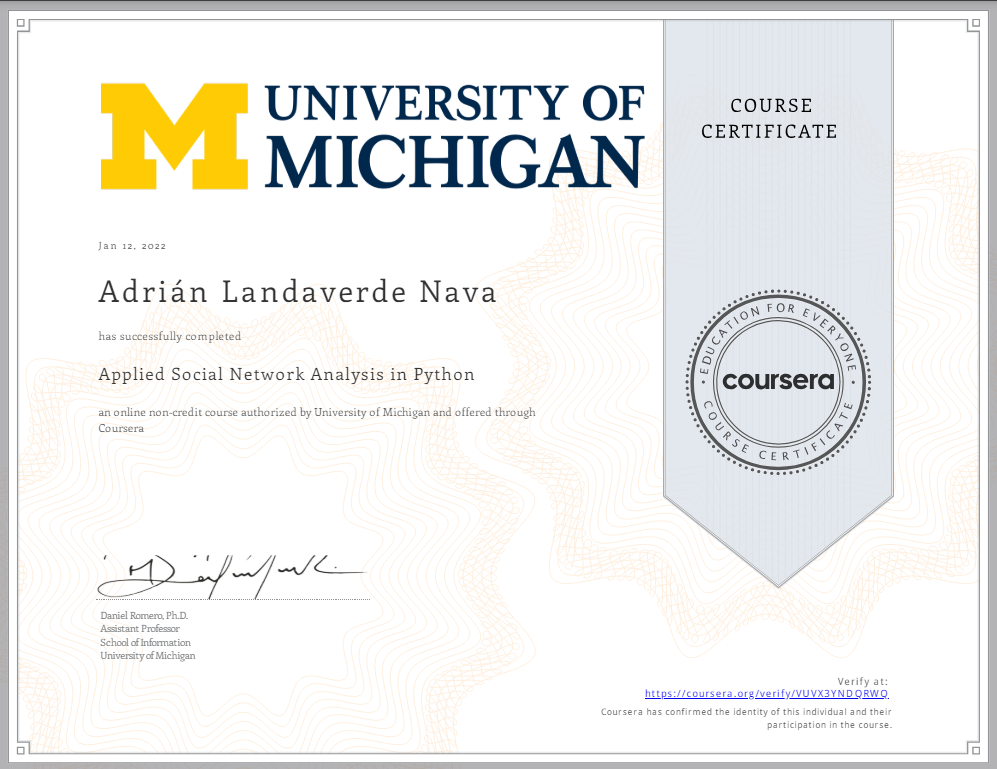 UNIVERSITY OF
MICHIGAN
COURSE
CERTIFICATE
Jan 12, 2022
Adrián Landaverde Nava
has successfully completed
Applied Social Network Analysis in Python
an online non-credit course authorized by University of Michigan and offered through
Coursera
EDUCATION FOR EVERYONE
coursera
COURSE CERTIFICATE
Daniel Romero, Ph.D.
Assistant Professor
School of Information
University of Michigan
Verify at:
https://coursera.org/verify/VUVX3YNDQRWQ
Coursera has confirmed the identity of this individual and their
participation in the course.